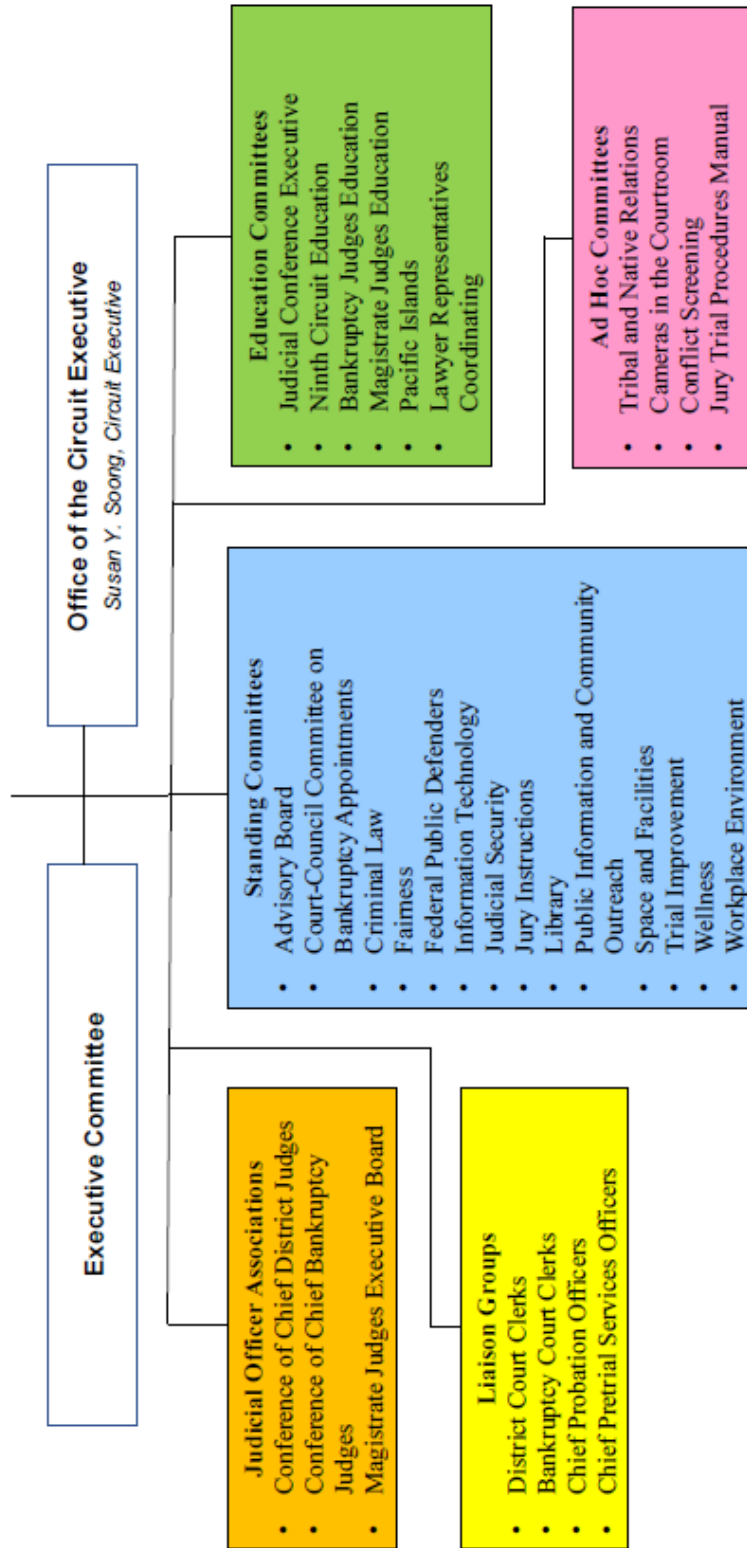 Executive Committee
Office of the Circuit Executive
Susan Y. Soong, Circuit Executive
Judicial Officer Associations
• Conference of Chief District Judges
• Conference of Chief Bankruptcy
Judges
• Magistrate Judges Executive Board
Liaison Groups
• District Court Clerks
• Bankruptcy Court Clerks
• Chief Probation Officers
• Chief Pretrial Services Officers
Standing Committees
• Advisory Board
• Court-Council Committee on
Bankruptcy Appointments
• Criminal Law
• Fairness
• Federal Public Defenders
• Information Technology
• Judicial Security
• Jury Instructions
• Library
• Public Information and Community
Outreach
• Space and Facilities
• Trial Improvement
• Wellness
• Workplace Environment
Education Committees
• Judicial Conference Executive
• Ninth Circuit Education
• Bankruptcy Judges Education
• Magistrate Judges Education
• Pacific Islands
• Lawyer Representatives
Coordinating
Ad Hoc Committees
• Tribal and Native Relations
• Cameras in the Courtroom
• Conflict Screening
• Jury Trial Procedures Manual